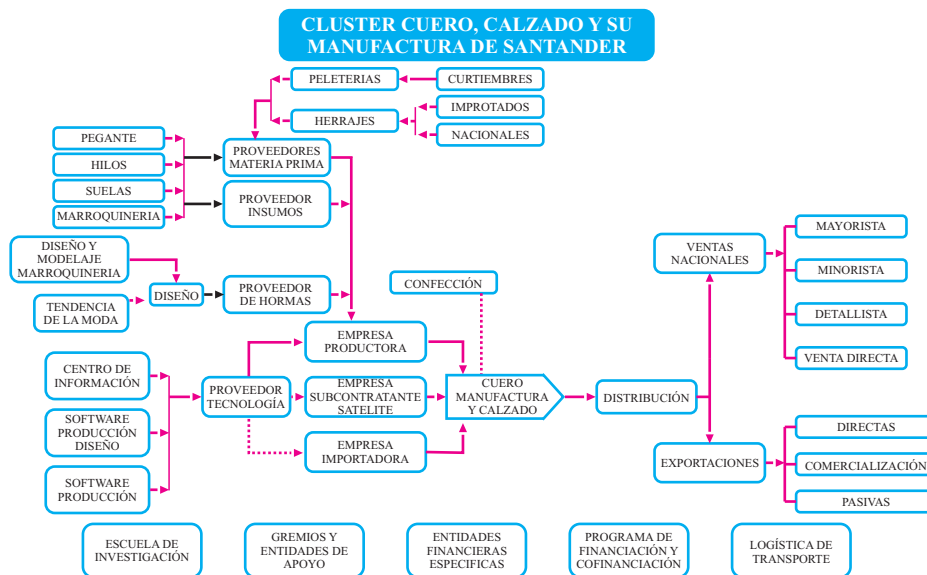 CLUSTER CUERO, CALZADO Y SU
MANUFACTURA DE SANTANDER
PELETERIAS
CURTIEMBRES
HERRAJES
IMPROTADOS
NACIONALES
PEGANTE
HILOS
SUELAS
MARROQUINERIA
PROVEEDORES
MATERIA PRIMA
PROVEEDOR
INSUMOS
DISEÑO Y
MODELAJE
MARROQUINERIA
TENDENCIA
DE LA MODA
DISEÑO
PROVEEDOR
DE HORMAS
CONFECCIÓN
CENTRO DE
INFORMACIÓN
SOFTWARE
PRODUCCIÓN
DISEÑO
SOFTWARE
PRODUCCIÓN
PROVEEDOR
TECNOLOGÍA
EMPRESA
PRODUCTORA
EMPRESA
SUBCONTRATANTE
SATELITE
EMPRESA
IMPORTADORA
CUERO
MANUFACTURA
Y CALZADO
DISTRIBUCIÓN
VENTAS
NACIONALES
MAYORISTA
MINORISTA
DETALLISTA
VENTA DIRECTA
EXPORTACIONES
DIRECTAS
COMERCIALIZACIÓN
PASIVAS
ESCUELA DE
INVESTIGACIÓN
GREMIOS Y
ENTIDADES DE
APOYO
ENTIDADES
FINANCIERAS
ESPECIFICAS
PROGRAMA DE
FINANCIACIÓN Y
COFINANCIACIÓN
LOGÍSTICA DE
TRANSPORTE